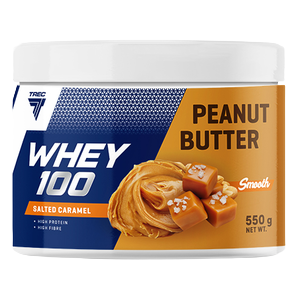 TREC
WHEY
100
SALTED CARAMEL
• HIGH PROTEIN
• HIGH FIBRE
PEANUT
BUTTER
Smooth
550 g
NET WT.